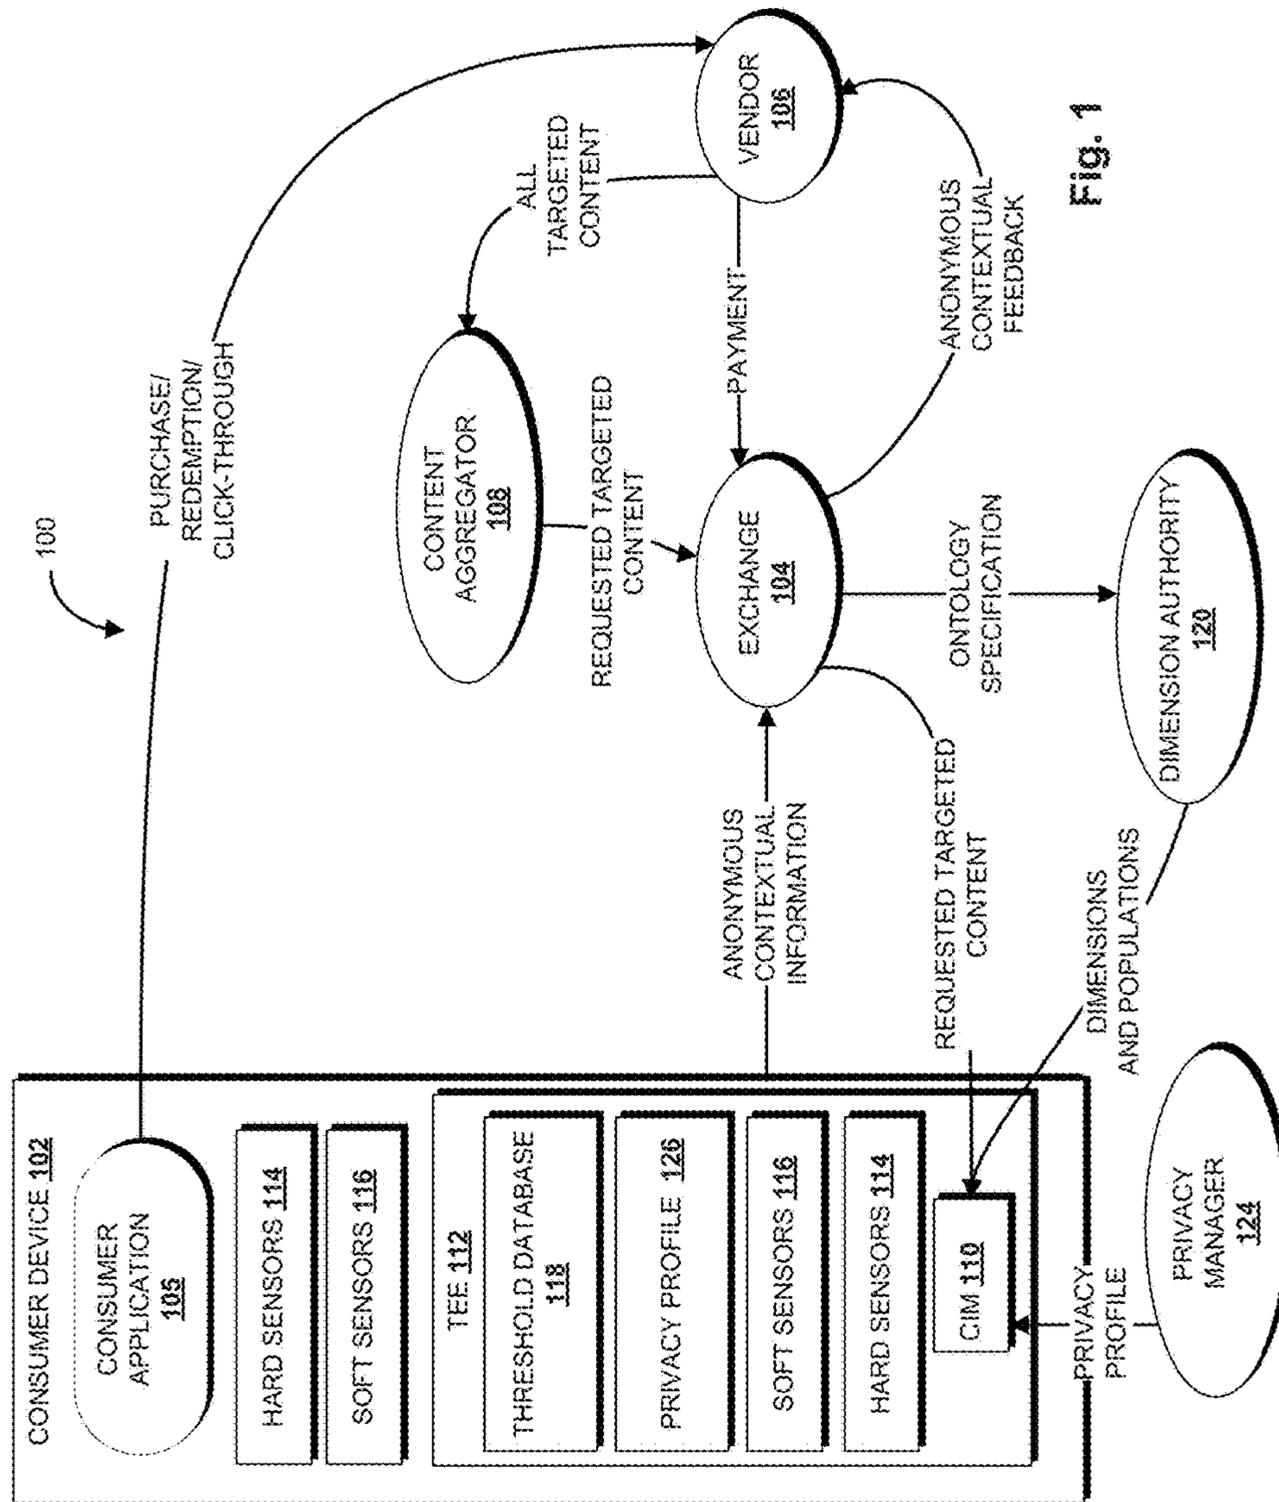 100
CONSUMER DEVICE 102
CONSUMER
APPLICATION
105
HARD SENSORS 114
SOFT SENSORS 116
TEE 112
THRESHOLD DATABASE
118
PRIVACY PROFILE 126
SOFT SENSORS 116
HARD SENSORS 114
CIM 110
PRIVACY
PROFILE
PRIVACY
MANAGER
124
PURCHASE/
REDEMPTION/
CLICK-THROUGH
ANONYMOUS
CONTEXTUAL
INFORMATION
REQUESTED TARGETED
CONTENT
DIMENSIONS
AND POPULATIONS
CONTENT
AGGREGATOR
108
REQUESTED TARGETED
CONTENT
EXCHANGE
104
ONTOLOGY
SPECIFICATION
DIMENSION AUTHORITY
120
ALL
TARGETED
CONTENT
PAYMENT
ANONYMOUS
CONTEXTUAL
FEEDBACK
VENDOR
106
Fig. 1